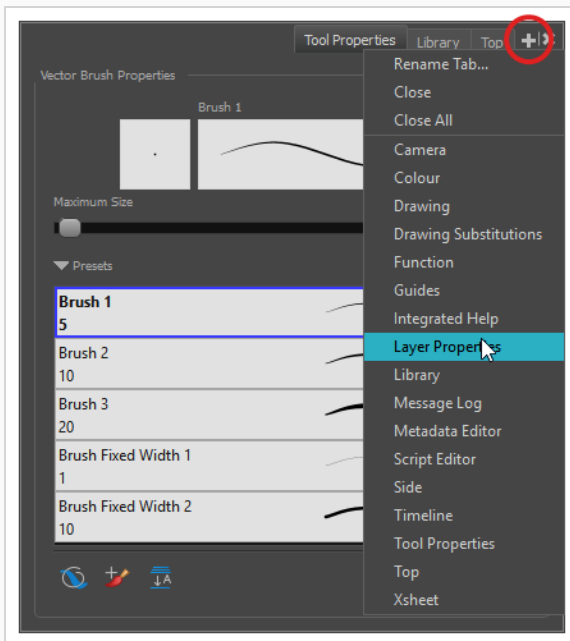 Tool Properties Library Top
Vector Brush Properties
Brush 1
Maximum Size
Presets
Brush 1
5
Brush 2
10
Brush 3
20
Brush Fixed Width 1
1
Brush Fixed Width 2
10
Rename Tab...
Close
Close All
Camera
Colour
Drawing
Drawing Substitutions
Function
Guides
Integrated Help
Layer Properties
Library
Message Log
Metadata Editor
Script Editor
Side
Timeline
Tool Properties
Top
Xsheet